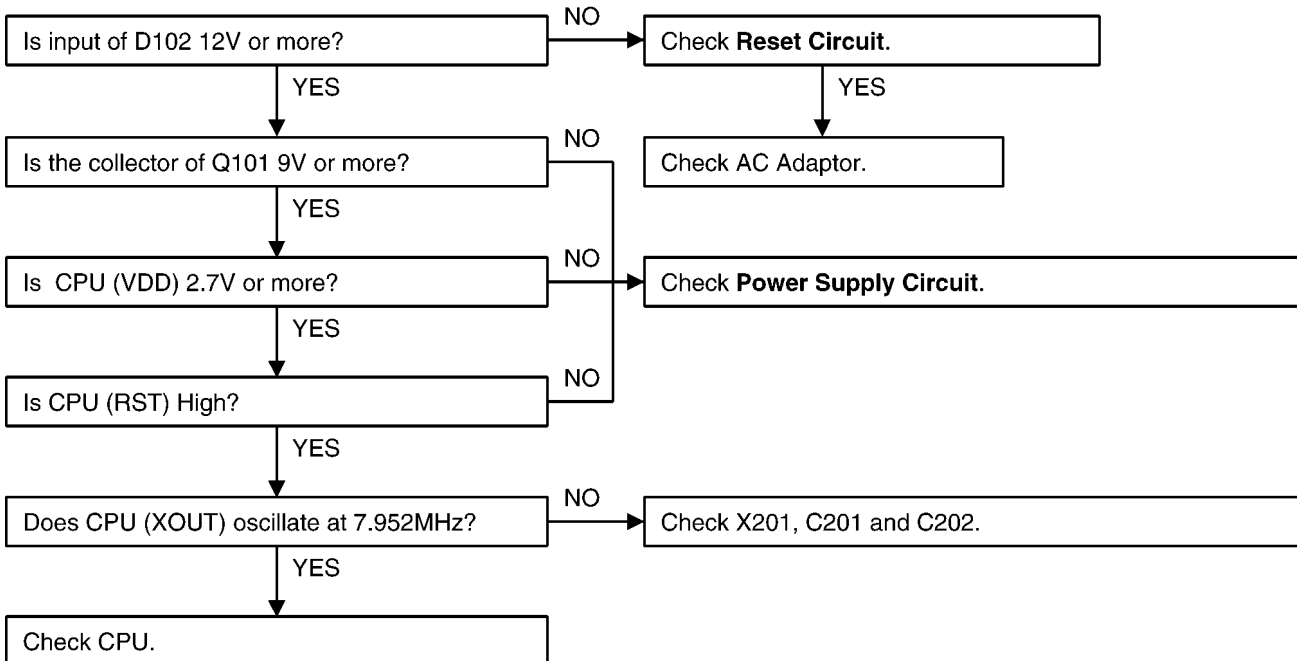 Is input of D102 12V or more?
NO
Check Reset Circuit.
YES
YES
Is the collector of Q101 9V or more?
NO
Check AC Adaptor.
YES
Is CPU (VDD) 2.7V or more?
NO
Check Power Supply Circuit.
YES
Is CPU (RST) High?
NO
YES
Does CPU (XOUT) oscillate at 7.952MHz?
NO
Check X201, C201 and C202.
YES
Check CPU.